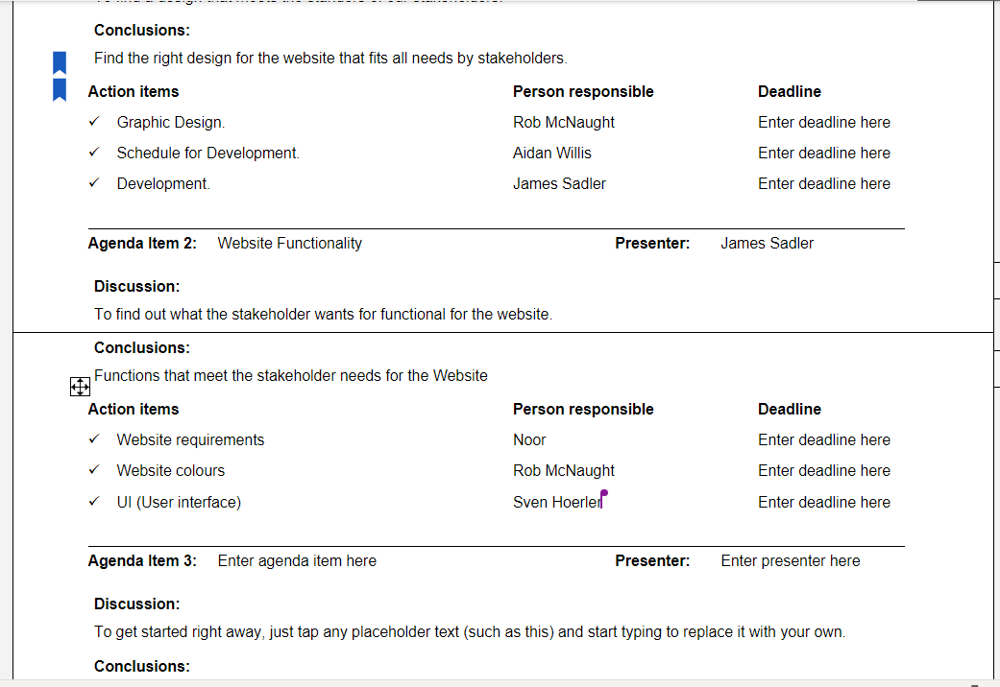 Conclusions:
Find the right design for the website that fits all needs by stakeholders.
Action items Person responsible Deadline
✓ Graphic Design. Rob McNaught Enter deadline here
✓ Schedule for Development. Aidan Willis Enter deadline here
✓ Development. James Sadler Enter deadline here
Agenda Item 2: Website Functionality Presenter: James Sadler
Discussion:
To find out what the stakeholder wants for functional for the website.
Conclusions:
Functions that meet the stakeholder needs for the Website
Action items Person responsible Deadline
✓ Website requirements Noor Enter deadline here
✓ Website colours Rob McNaught Enter deadline here
✓ UI (User interface) Sven Hoerler Enter deadline here
Agenda Item 3: Enter agenda item here Presenter: Enter presenter here
Discussion:
To get started right away, just tap any placeholder text (such as this) and start typing to replace it with your own.
Conclusions: